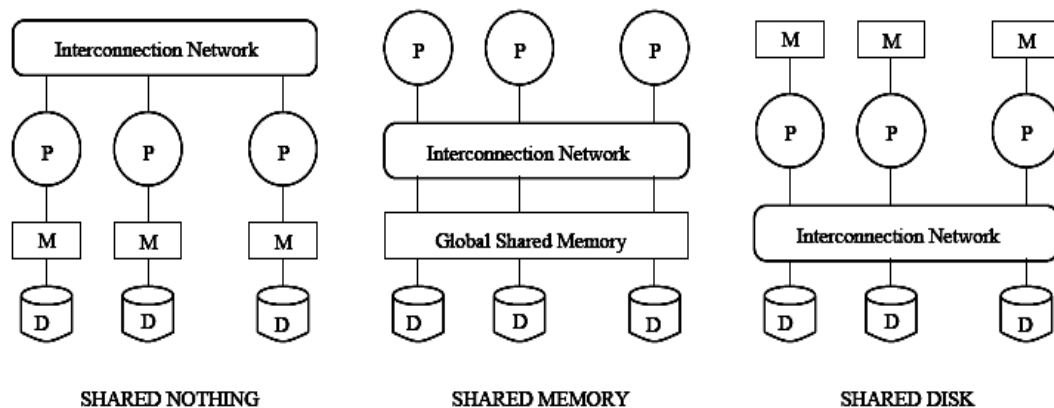 Interconnection Network
P P P
M M M
D D D
SHARED NOTHING
P P P
Interconnection Network
Global Shared Memory
D D D
SHARED MEMORY
M M M
P P P
Interconnection Network
D D D
SHARED DISK